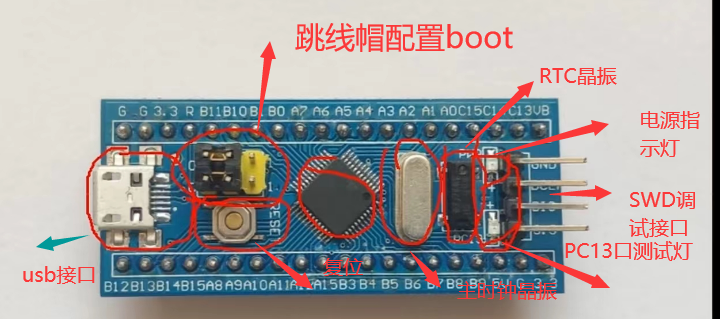 跳线帽配置boot
RTC晶振
G G 3.3 R B11 B10 B1 B0 A7 A6 A5 A4 A3 A2 A1 A0 C15 C14 C13 VB
电源指
示灯
PWR
GND
SWD调
试接口
RESET
PC13口测试灯
usb接口
复位
主时钟晶振
B12 B13 B14 B15 A8 A9 A10 A11 A12 A15 B3 B4 B5 B6 B7 B8 B9 5V G 3.3